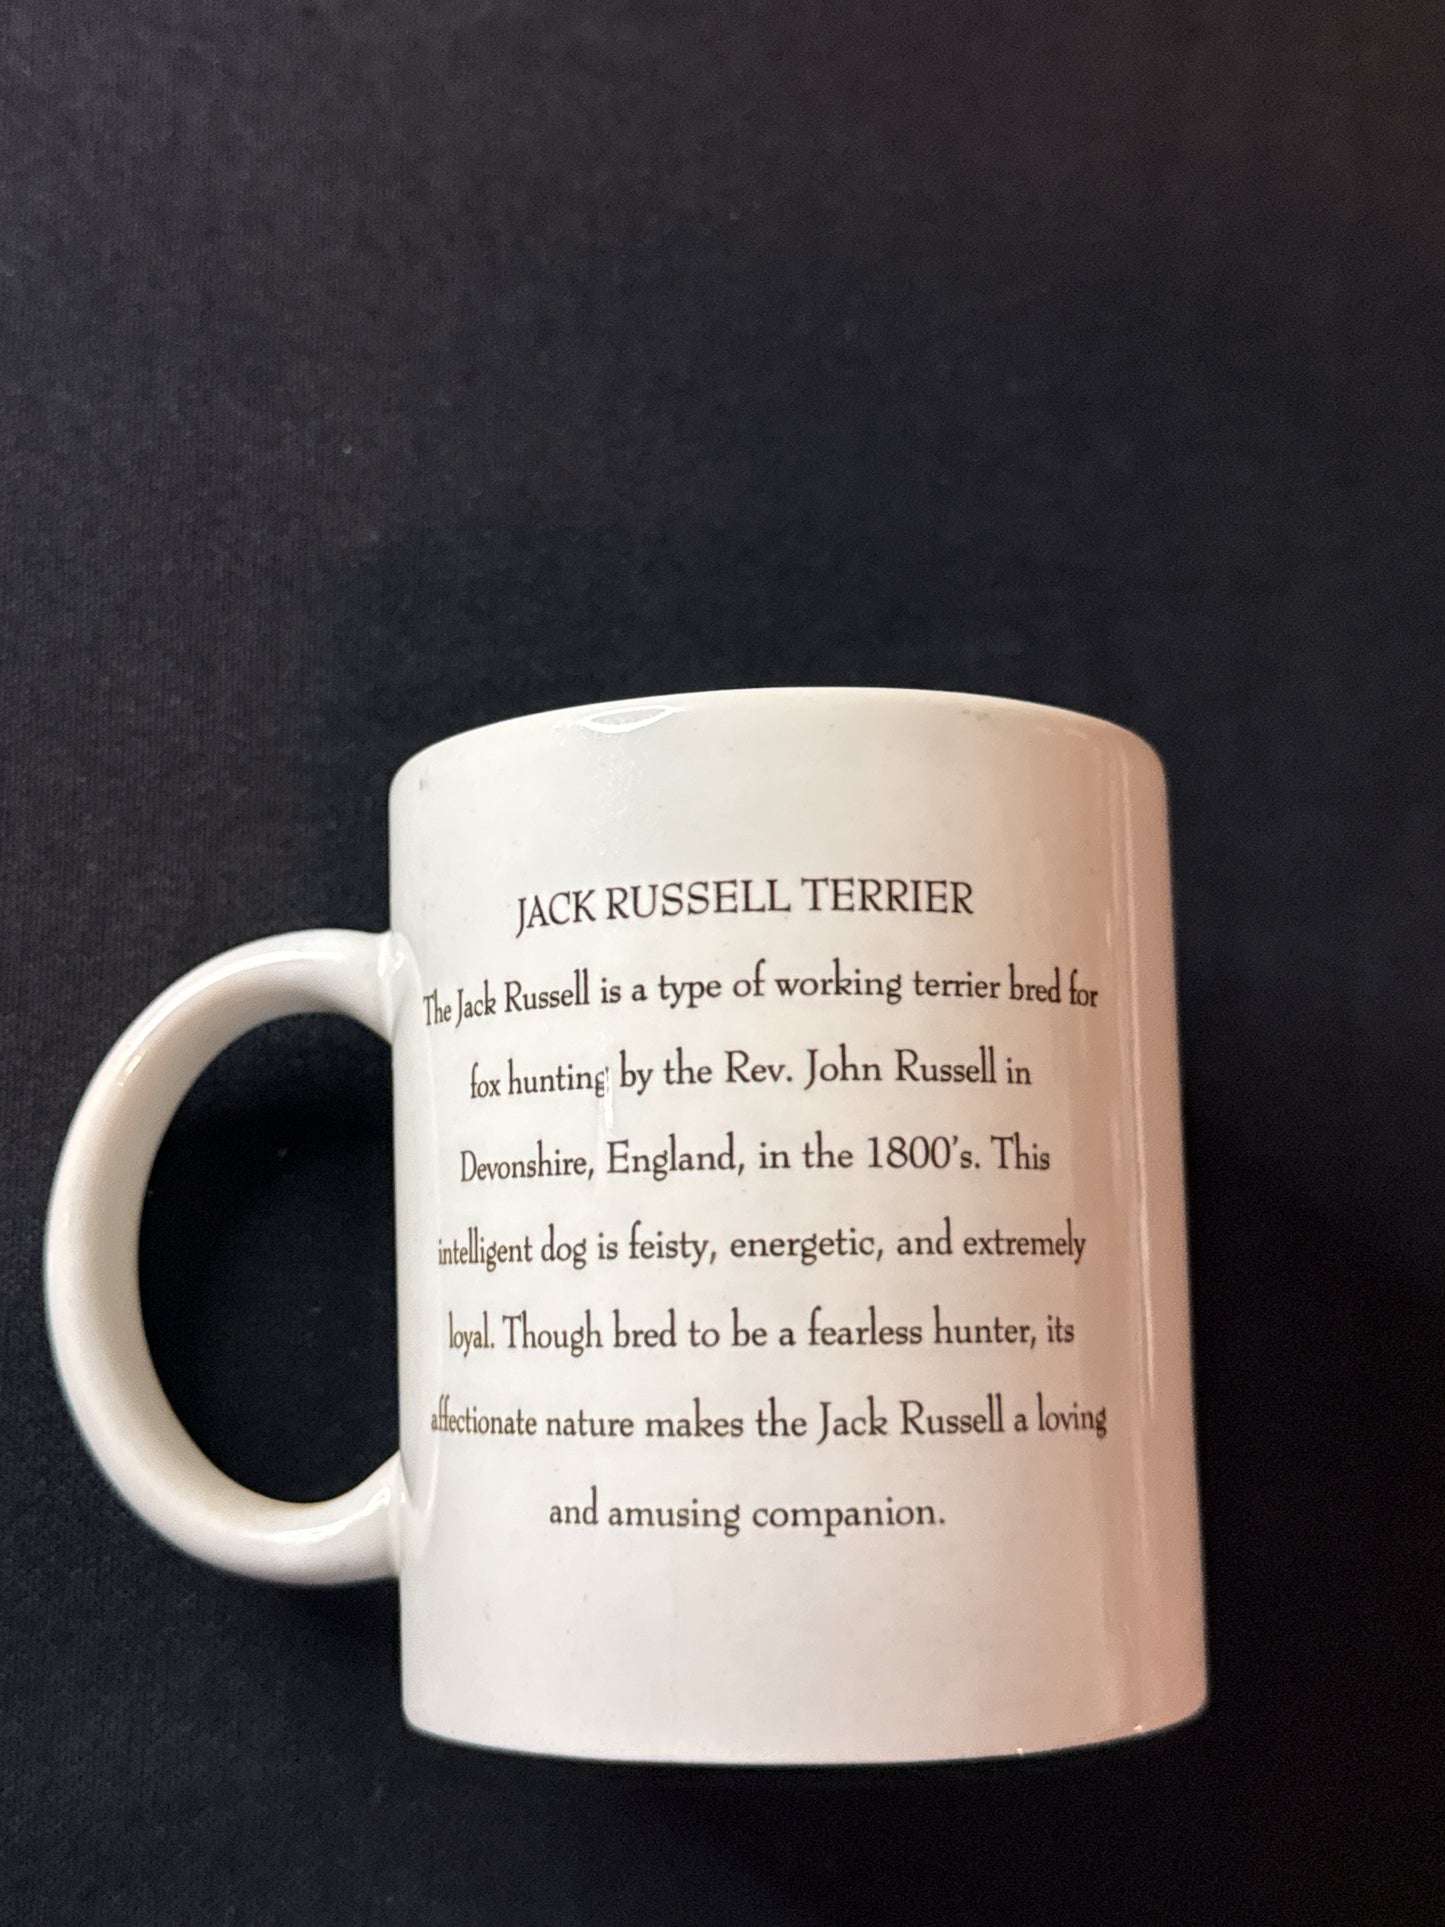 JACK RUSSELL TERRIER
The Jack Russell is a type of working terrier bred for
fox hunting by the Rev. John Russell in
Devonshire, England, in the 1800's. This
intelligent dog is feisty, energetic, and extremely
loyal. Though bred to be a fearless hunter, its
affectionate nature makes the Jack Russell a loving
and amusing companion.